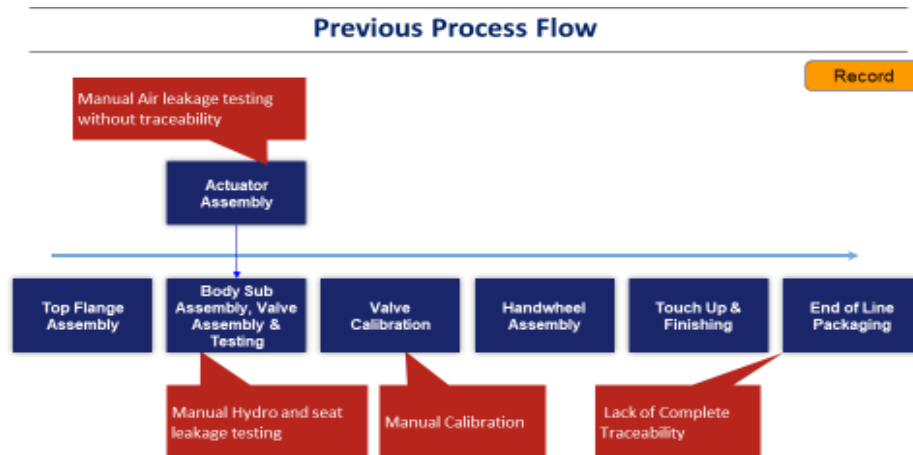 Previous Process Flow
Record
Manual Air leakage testing
without traceability
Actuator
Assembly
Top Flange
Assembly
Body Sub
Assembly, Valve
Assembly &
Testing
Valve
Calibration
Handwheel
Assembly
Touch Up &
Finishing
End of Line
Packaging
Manual Hydro and seat
leakage testing
Manual Calibration
Lack of Complete
Traceability